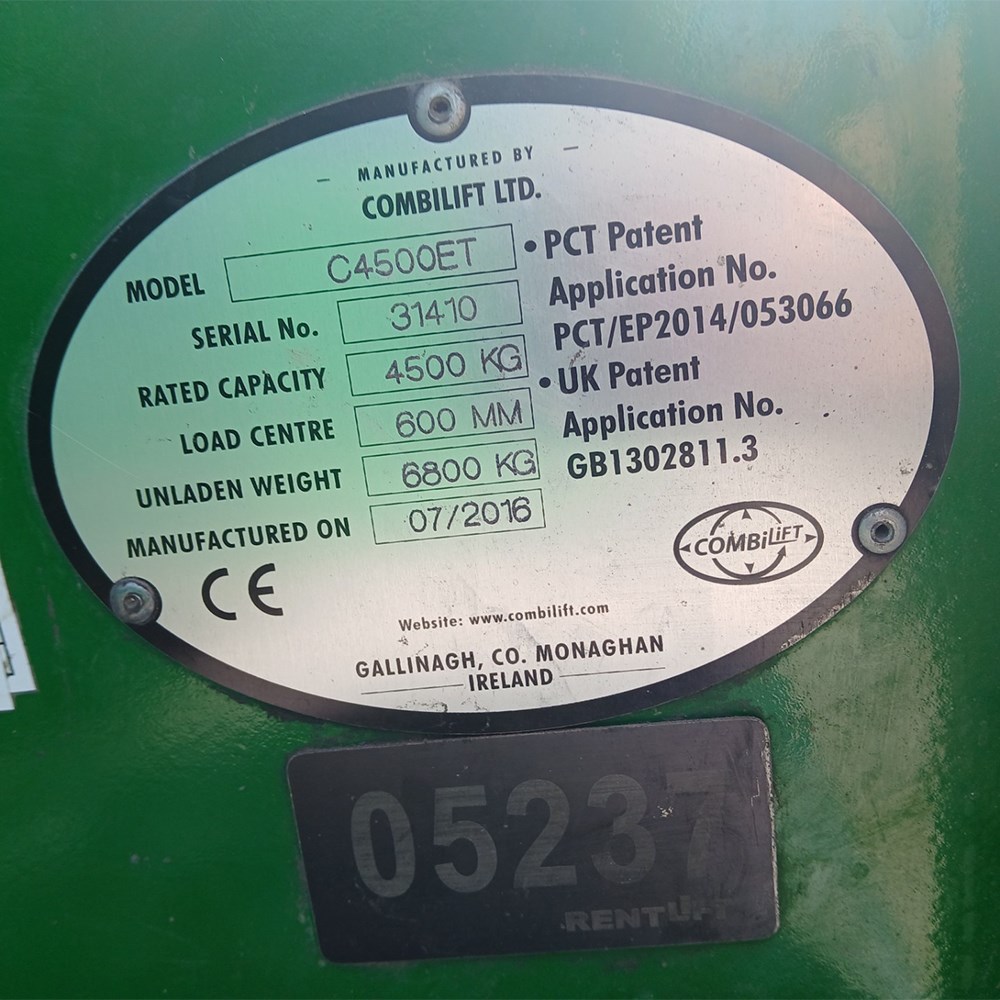 MANUFACTURED BY
COMBILIFT LTD.
MODEL C4500ET
SERIAL No. 31410
RATED CAPACITY 4500 KG
LOAD CENTRE 600 MM
UNLADEN WEIGHT 6800 KG
MANUFACTURED ON 07/2016
• PCT Patent
Application No.
PCT/EP2014/053066
• UK Patent
Application No.
GB1302811.3
CE
COMBiLiFT
Website: www.combilift.com
GALLINAGH, CO. MONAGHAN
IRELAND
05237
RENTLIFT